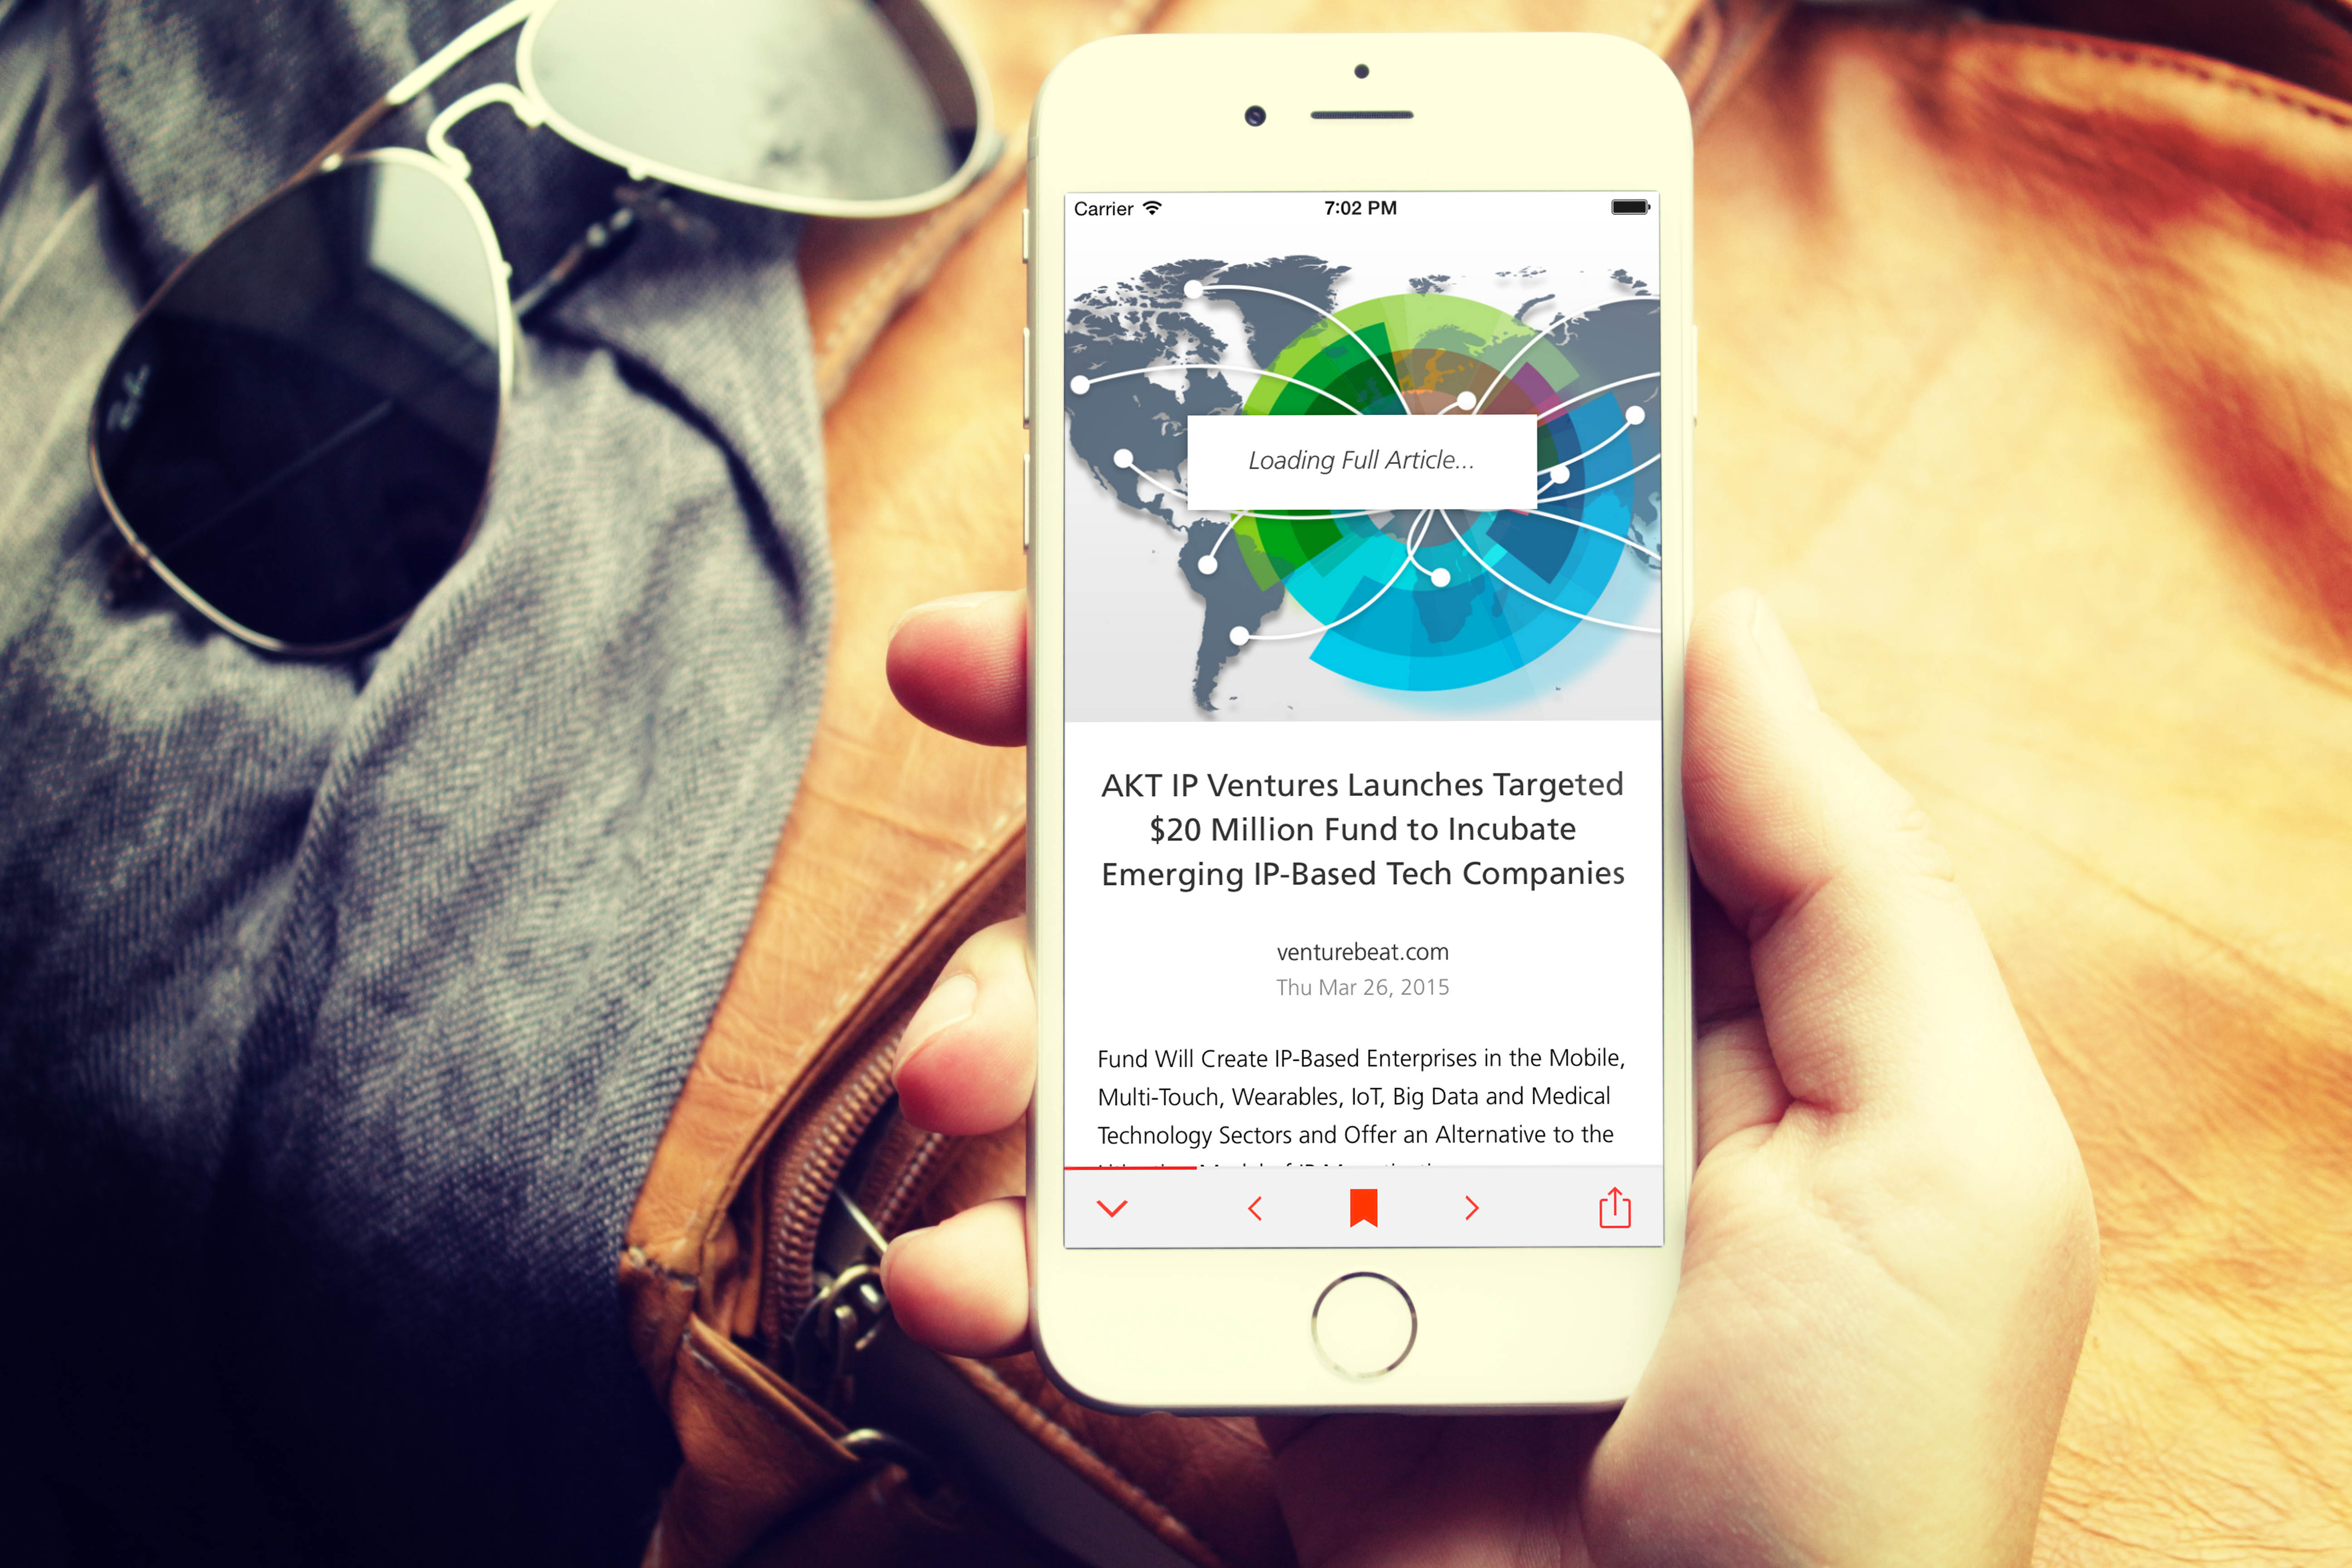 Carrier 7:02 PM
Loading Full Article...
AKT IP Ventures Launches Targeted
$20 Million Fund to Incubate
Emerging IP-Based Tech Companies
venturebeat.com
Thu Mar 26, 2015
Fund Will Create IP-Based Enterprises in the Mobile,
Multi-Touch, Wearables, IoT, Big Data and Medical
Technology Sectors and Offer an Alternative to the
Ray-Ban